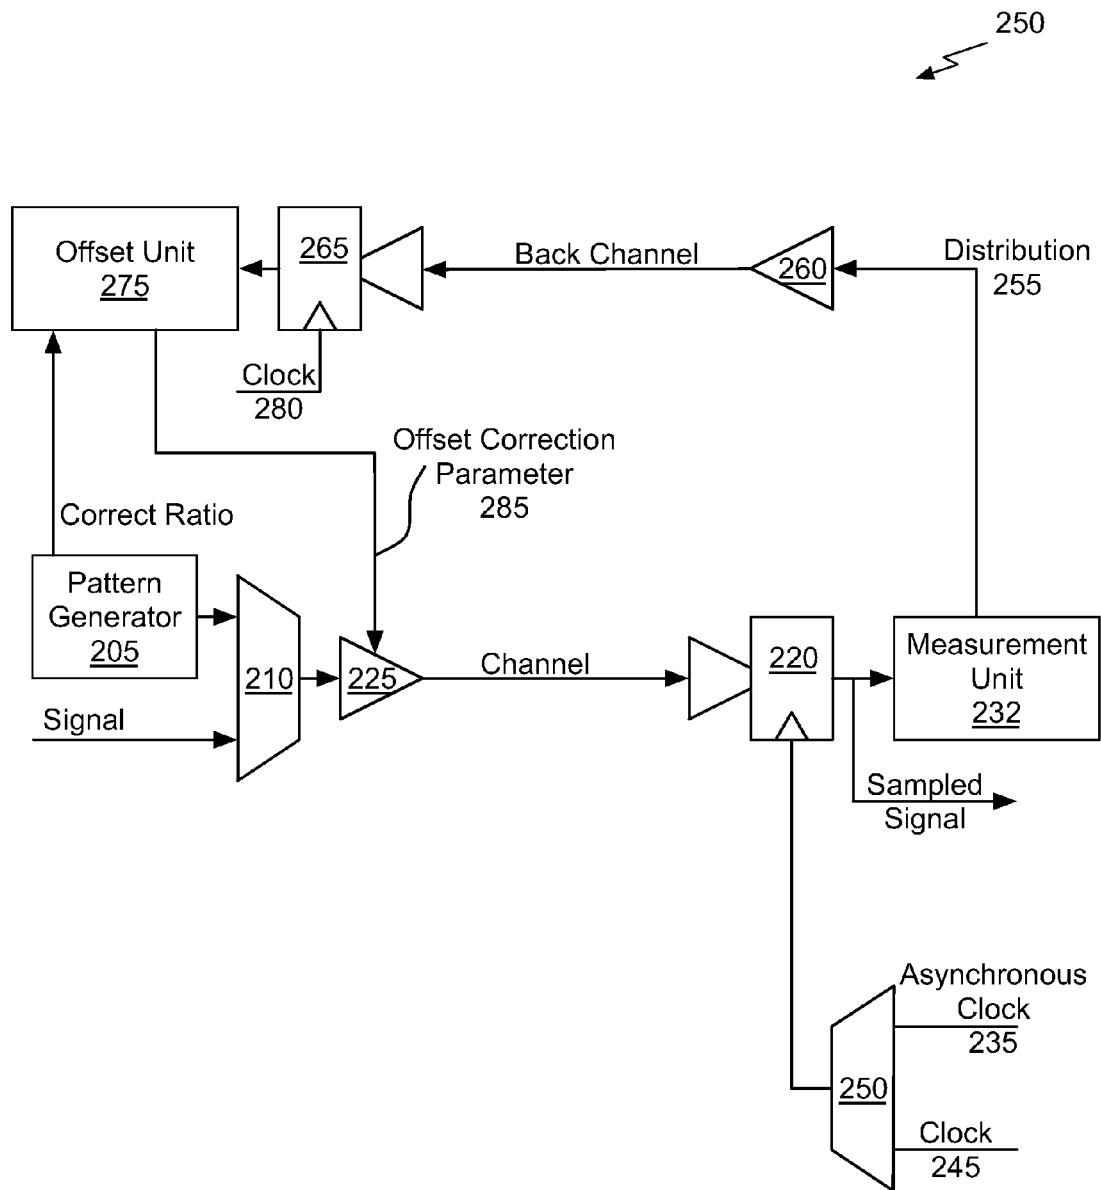 250
Offset Unit
275
265
Back Channel
260
Distribution
255
Clock
280
Offset Correction
Parameter
285
Correct Ratio
Pattern
Generator
205
Signal
210
225
Channel
220
Measurement
Unit
232
Sampled
Signal
Asynchronous
Clock
235
250
Clock
245